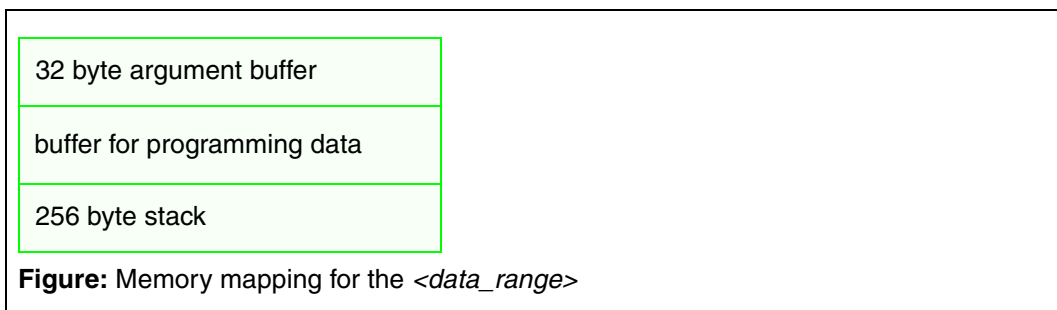 32 byte argument buffer
buffer for programming data
256 byte stack
Figure: Memory mapping for the <data_range>